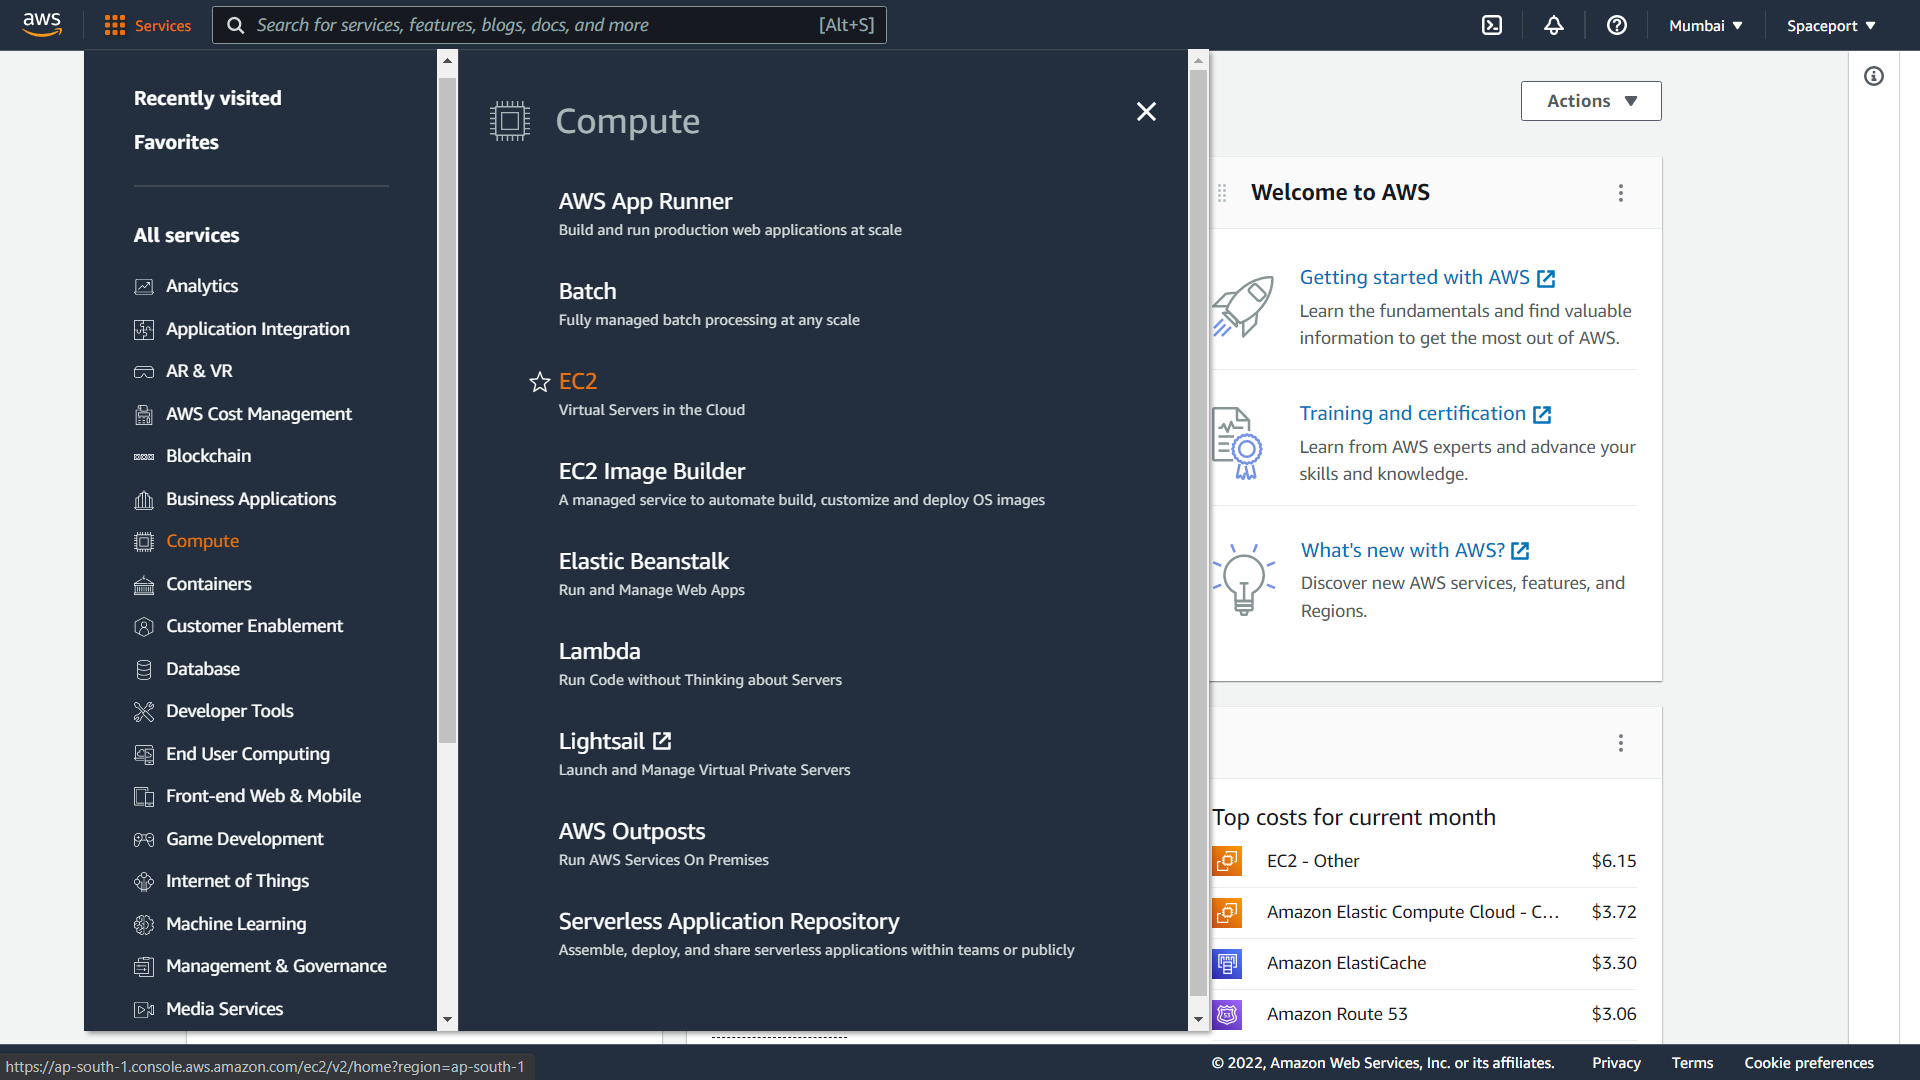 aws
Services
Search for services, features, blogs, docs, and more
[Alt+S]
Mumbai
Spaceport
Recently visited
Favorites
All services
Analytics
Application Integration
AR & VR
AWS Cost Management
Blockchain
Business Applications
Compute
Containers
Customer Enablement
Database
Developer Tools
End User Computing
Front-end Web & Mobile
Game Development
Internet of Things
Machine Learning
Management & Governance
Media Services
Compute
AWS App Runner
Build and run production web applications at scale
Batch
Fully managed batch processing at any scale
EC2
Virtual Servers in the Cloud
EC2 Image Builder
A managed service to automate build, customize and deploy OS images
Elastic Beanstalk
Run and Manage Web Apps
Lambda
Run Code without Thinking about Servers
Lightsail
Launch and Manage Virtual Private Servers
AWS Outposts
Run AWS Services On Premises
Serverless Application Repository
Assemble, deploy, and share serverless applications within teams or publicly
Actions
Welcome to AWS
Getting started with AWS
Learn the fundamentals and find valuable
information to get the most out of AWS.
Training and certification
Learn from AWS experts and advance your
skills and knowledge.
What's new with AWS?
Discover new AWS services, features, and
Regions.
Top costs for current month
EC2 - Other $6.15
Amazon Elastic Compute Cloud - C... $3.72
Amazon ElastiCache $3.30
53
Amazon Route 53 $3.06
https://ap-south-1.console.aws.amazon.com/ec2/v2/home?region=ap-south-1
© 2022, Amazon Web Services, Inc. or its affiliates.
Privacy
Terms
Cookie preferences